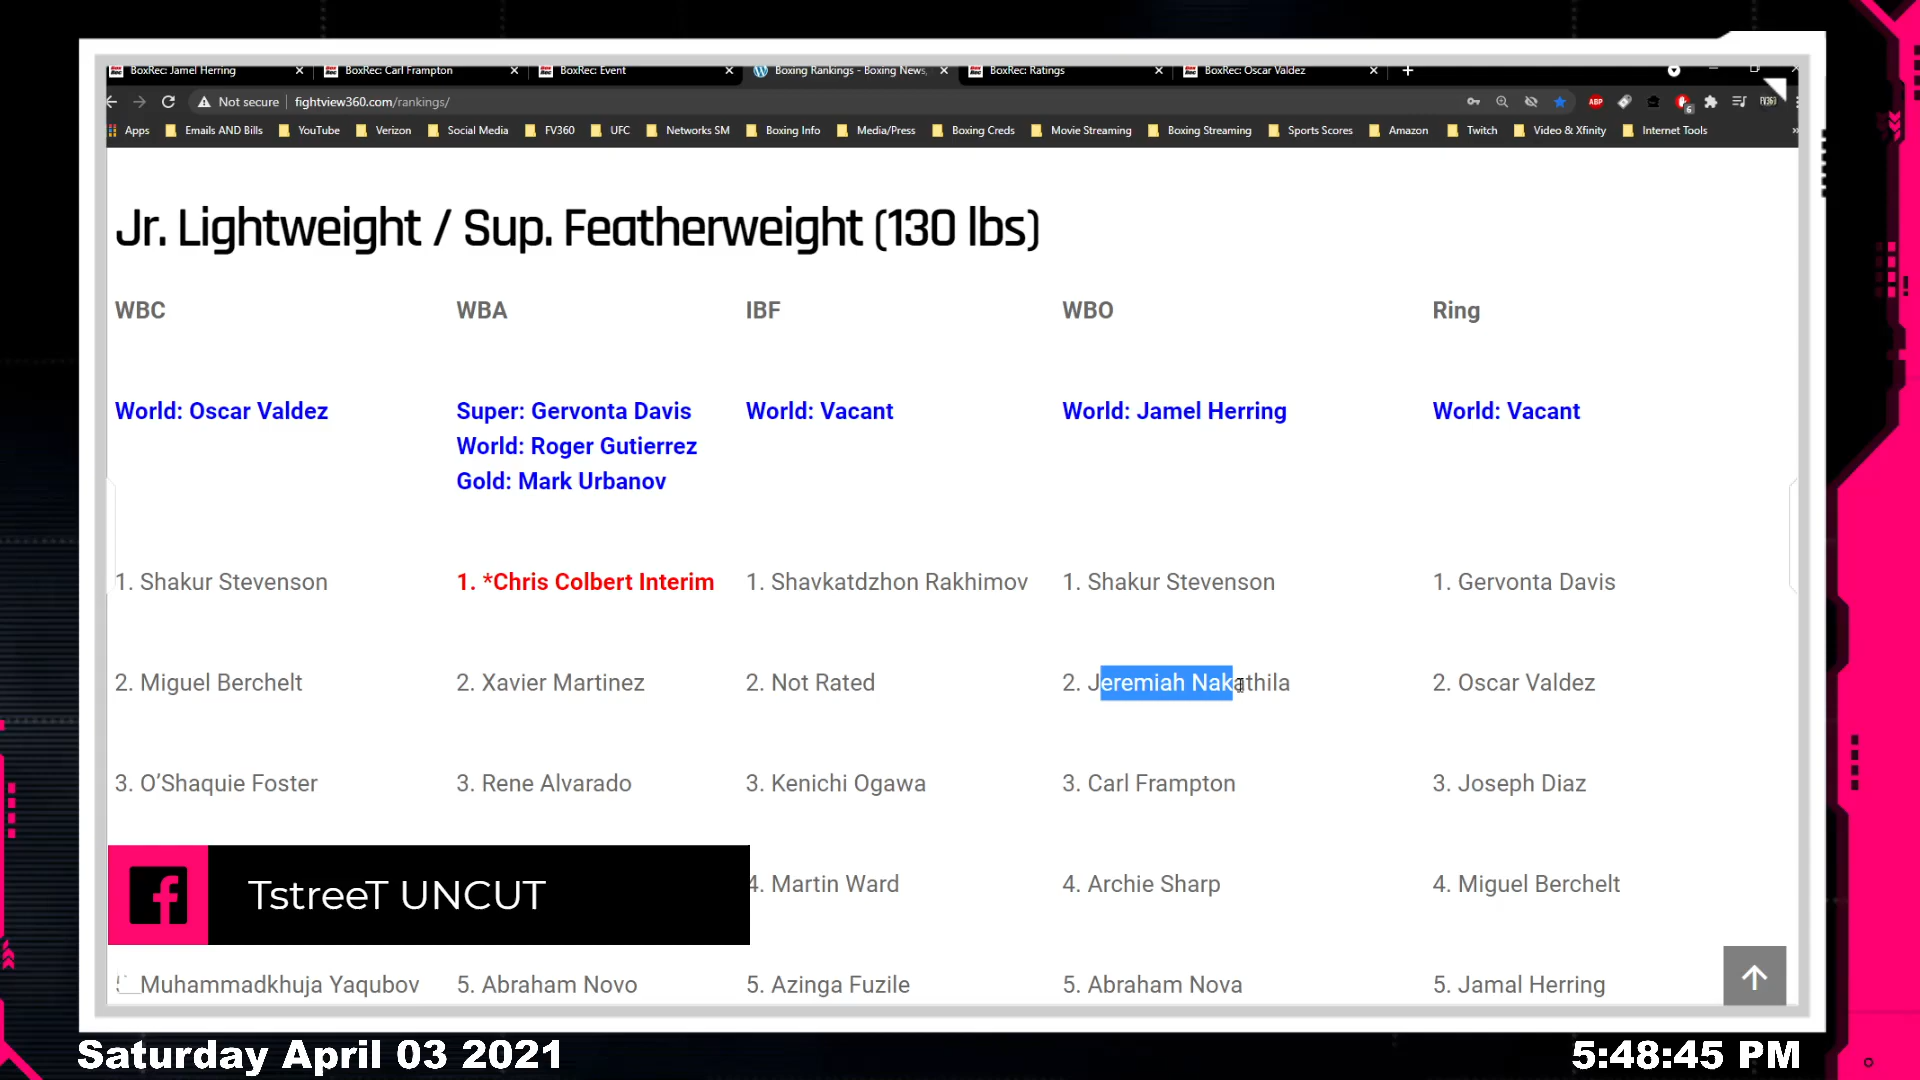 BoxRec: Jamel Herring
BoxRec: Carl Frampton
BoxRec: Event
Boxing Rankings - Boxing News,
BoxRec: Ratings
BoxRec: Oscar Valdez
Not secure fightview360.com/rankings/
ABP
6
FV360
Apps Emails AND Bills YouTube Verizon Social Media FV360 UFC Networks SM Boxing Info Media/Press Boxing Creds Movie Streaming Boxing Streaming Sports Scores Amazon Twitch Video & Xfinity Internet Tools
Jr. Lightweight / Sup. Featherweight (130 lbs)
WBC WBA IBF WBO Ring
World: Oscar Valdez Super: Gervonta Davis World: Vacant World: Jamel Herring World: Vacant
World: Roger Gutierrez
Gold: Mark Urbanov
1. Shakur Stevenson 1. *Chris Colbert Interim 1. Shavkatdzhon Rakhimov 1. Shakur Stevenson 1. Gervonta Davis
2. Miguel Berchelt 2. Xavier Martinez 2. Not Rated 2. Jeremiah Nakathila 2. Oscar Valdez
3. O’Shaquie Foster 3. Rene Alvarado 3. Kenichi Ogawa 3. Carl Frampton 3. Joseph Diaz
4. Martin Ward 4. Archie Sharp 4. Miguel Berchelt
TstreeT UNCUT
Muhammadkhuja Yaqubov 5. Abraham Novo 5. Azinga Fuzile 5. Abraham Nova 5. Jamal Herring
Saturday April 03 2021
5:48:45 PM